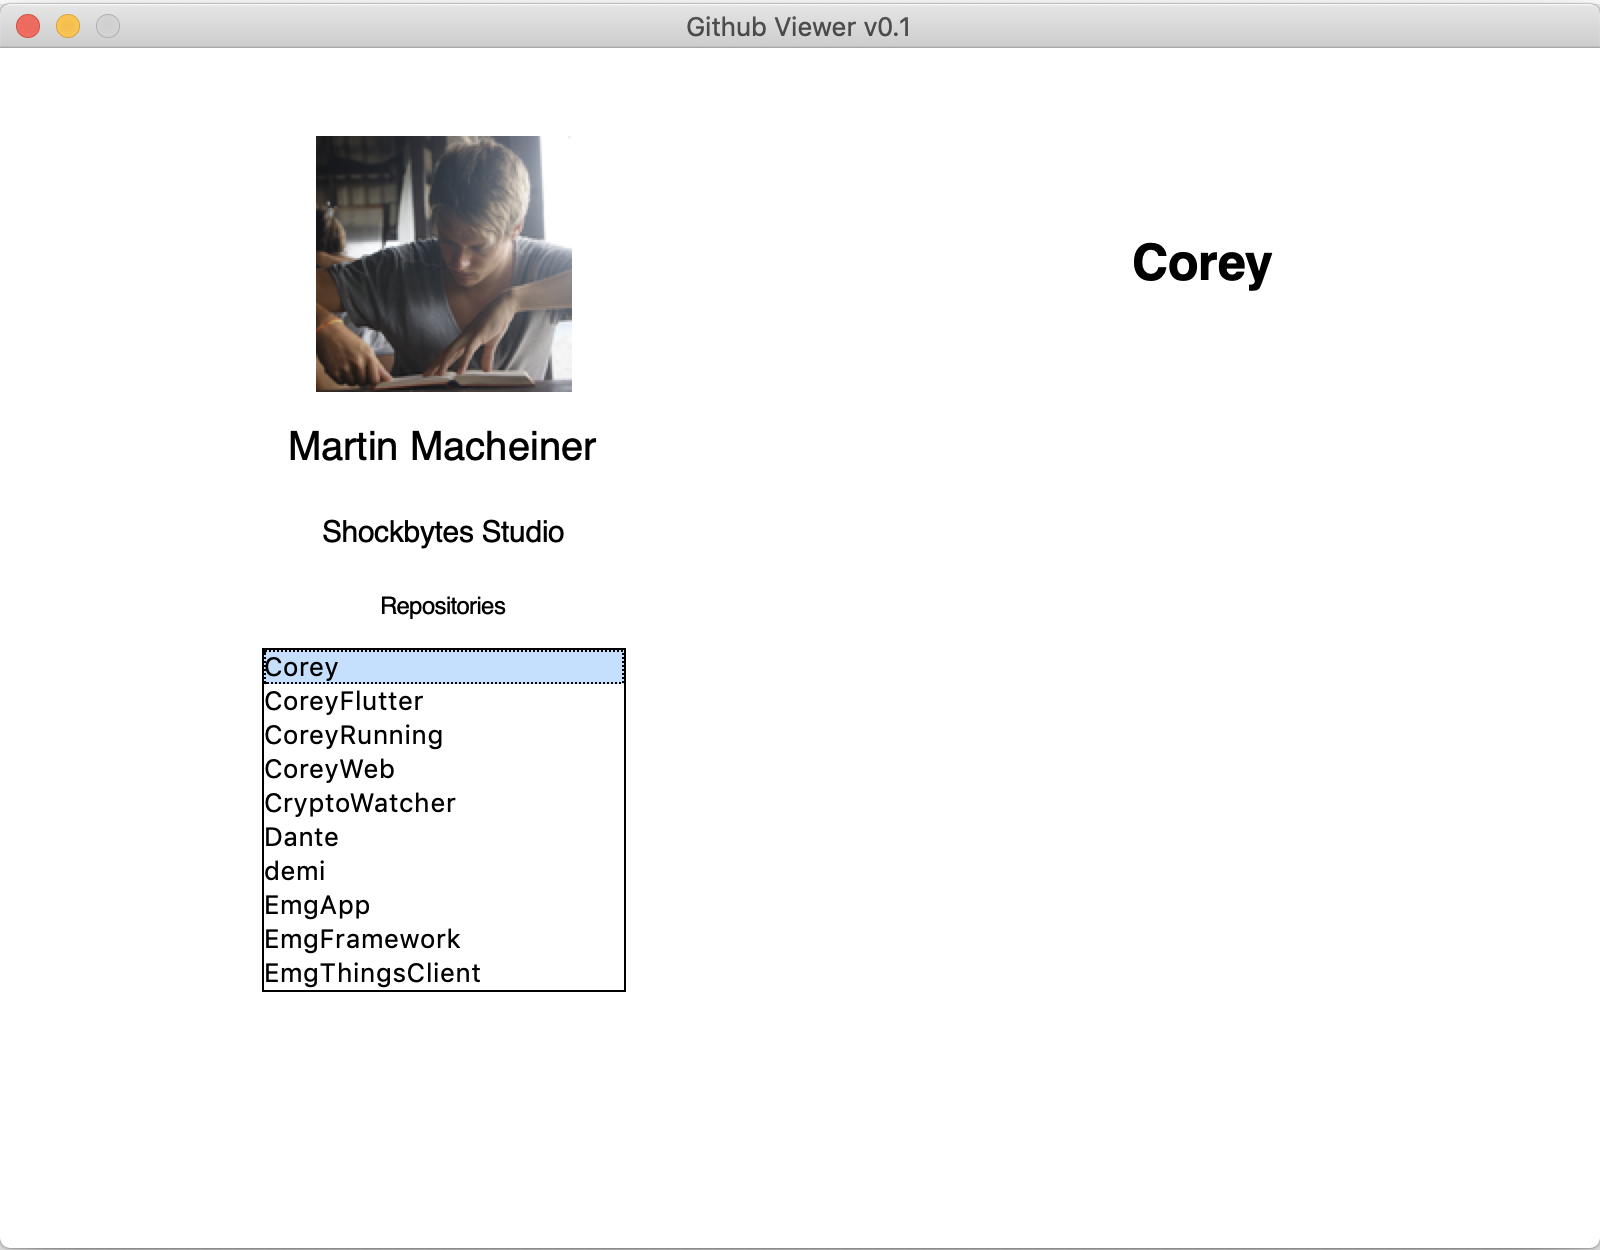 Github Viewer v0.1
Martin Macheiner
Shockbytes Studio
Repositories
Corey
CoreyFlutter
CoreyRunning
CoreyWeb
CryptoWatcher
Dante
demi
EmgApp
EmgFramework
EmgThingsClient
Corey